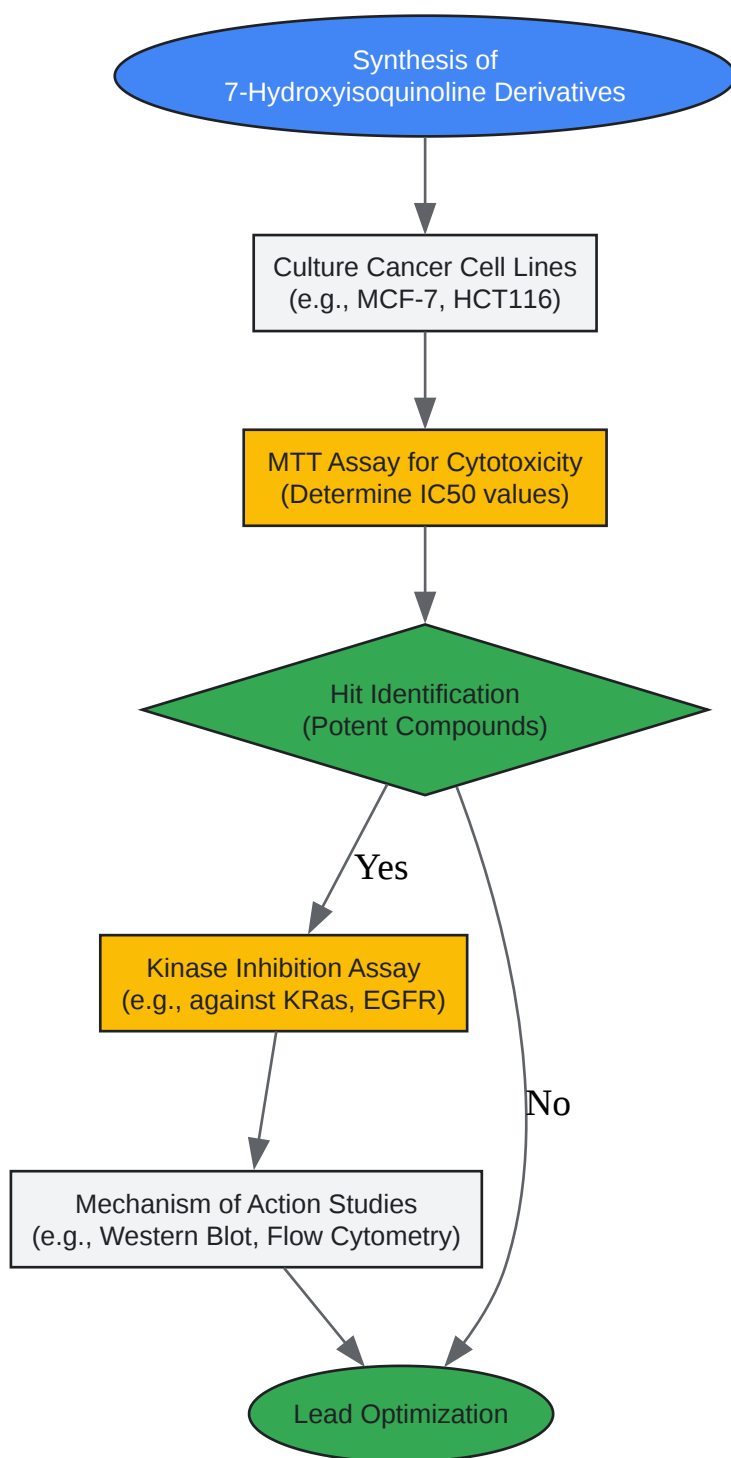 Synthesis of
7-Hydroxyisoquinoline Derivatives
Culture Cancer Cell Lines
(e.g., MCF-7, HCT116)
MTT Assay for Cytotoxicity
(Determine IC50 values)
Hit Identification
(Potent Compounds)
Yes
Kinase Inhibition Assay
(e.g., against KRas, EGFR)
No
Mechanism of Action Studies
(e.g., Western Blot, Flow Cytometry)
Lead Optimization